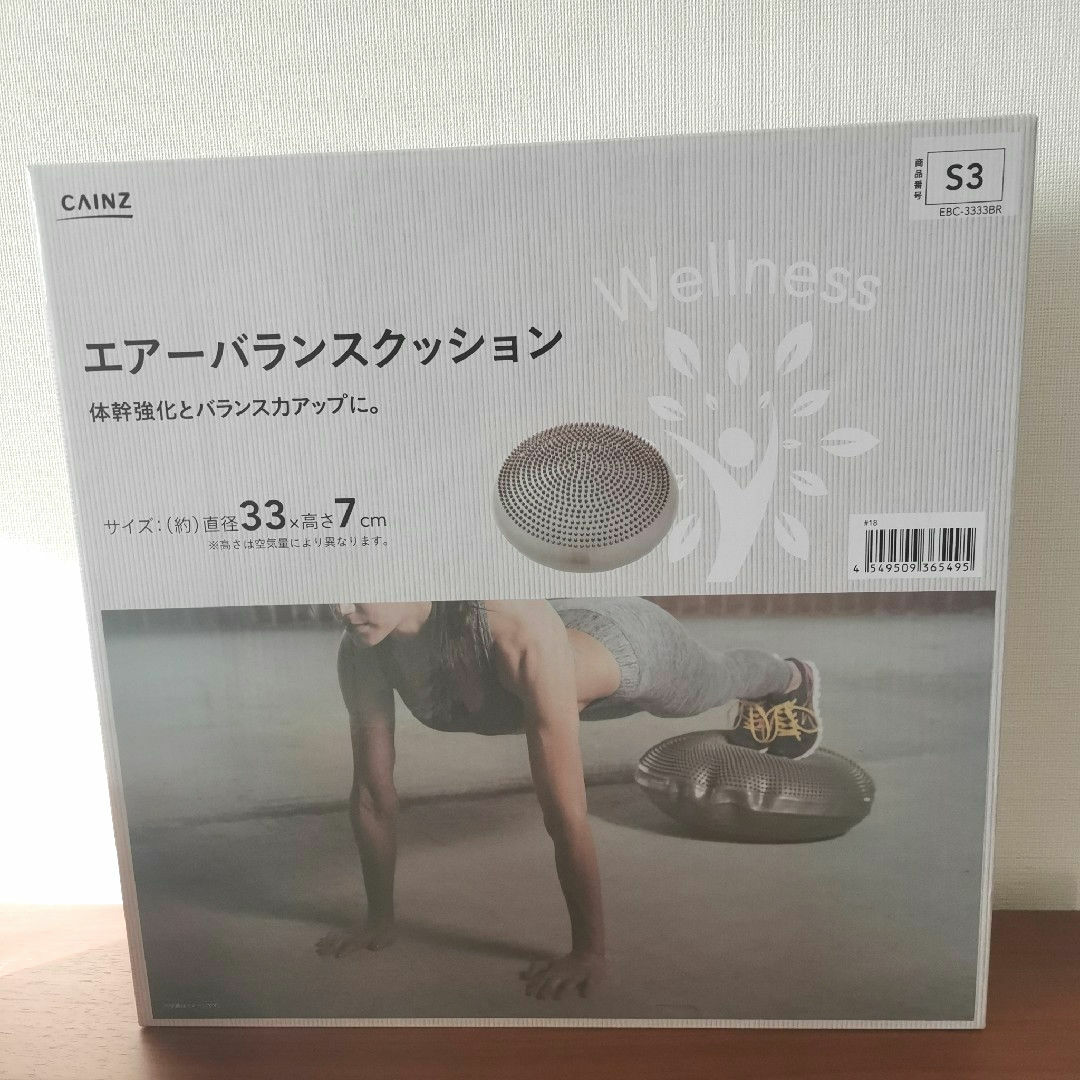 CAINZ
商品番号
S3
EBC-3333BR
Wellness
エアーバランスクッション
体幹強化とバランス力アップに。
サイズ:(約)直径33×高さ7cm
※高さは空気量により異なります。
#18
4 549509 365495